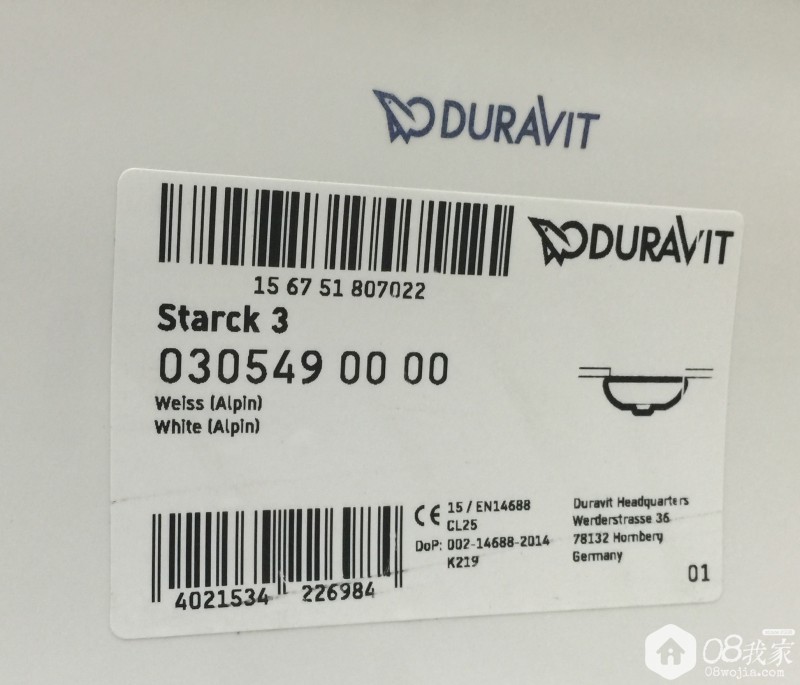 DURAVIT
DURAVIT
15 67 51 807022
Starck 3
030549 00 00
Weiss (Alpin)
White (Alpin)
4021534 226984
CE 15 / EN14688
CL25
DoP: 002-14688-2014
K219
Duravit Headquarters
Werderstrasse 36
78132 Hornberg
Germany
01
08我家
08wojia.com